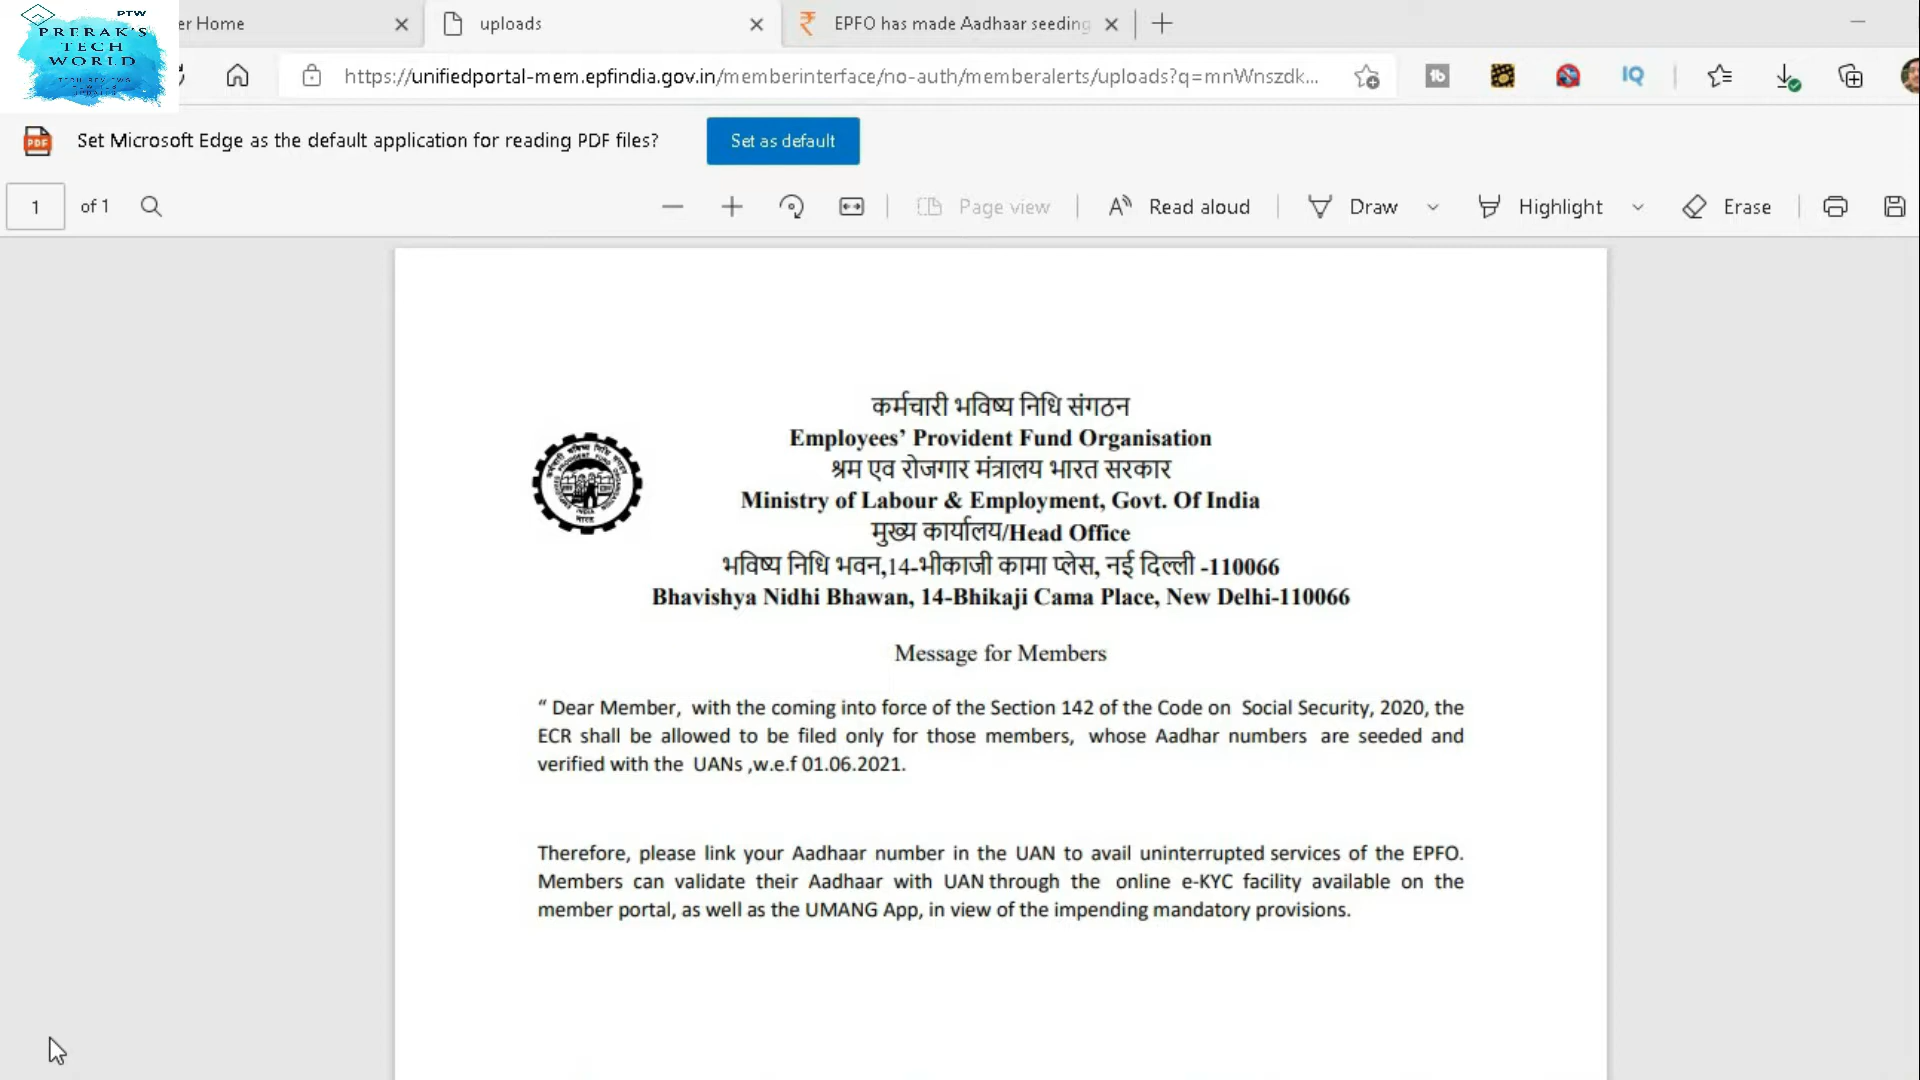 PTW
PRERAK'S
TECH
WORLD
er Home
uploads
EPFO has made Aadhaar seeding
https://unifiedportal-mem.epfindia.gov.in/memberinterface/no-auth/memberalerts/uploads?q=mnWnszdk...
IQ
PDF
Set Microsoft Edge as the default application for reading PDF files?
Set as default
1
of 1
Page view
Read aloud
Draw
Highlight
Erase
कर्मचारी भविष्य निधि संगठन
Employees’ Provident Fund Organisation
श्रम एव रोजगार मंत्रालय भारत सरकार
Ministry of Labour & Employment, Govt. Of India
मुख्य कार्यालय/Head Office
भविष्य निधि भवन,14-भीकाजी कामा प्लेस, नई दिल्ली -110066
Bhavishya Nidhi Bhawan, 14-Bhikaji Cama Place, New Delhi-110066
Message for Members
“ Dear Member, with the coming into force of the Section 142 of the Code on Social Security, 2020, the
ECR shall be allowed to be filed only for those members, whose Aadhar numbers are seeded and
verified with the UANs ,w.e.f 01.06.2021.
Therefore, please link your Aadhaar number in the UAN to avail uninterrupted services of the EPFO.
Members can validate their Aadhaar with UAN through the online e-KYC facility available on the
member portal, as well as the UMANG App, in view of the impending mandatory provisions.